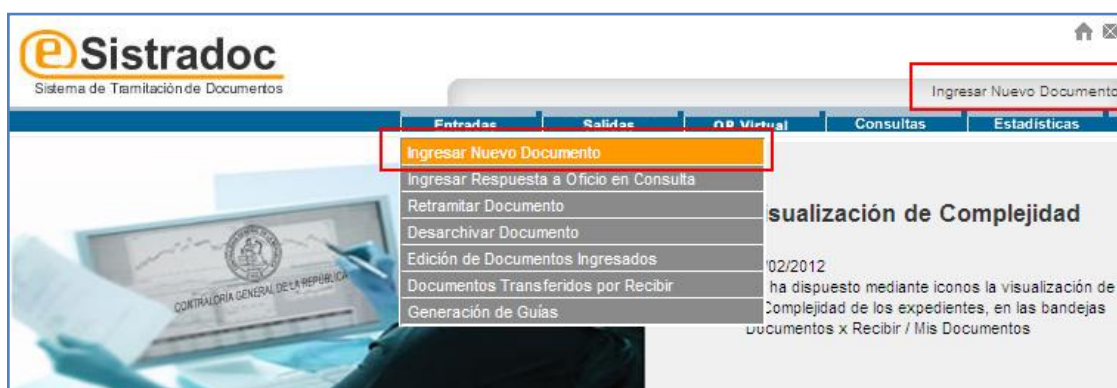 eSistradoc
Sistema de Tramitación de Documentos
Ingresar Nuevo Documento
Entradas Salidas OP Virtual Consultas Estadísticas
Ingresar Nuevo Documento
Ingresar Respuesta a Oficio en Consulta
Retramitar Documento
Desarchivar Documento
Edición de Documentos Ingresados
Documentos Transferidos por Recibir
Generación de Guías
CONTRALORÍA GENERAL DE LA REPÚBLICA
sualización de Complejidad
/02/2012
ha dispuesto mediante iconos la visualización de
Complejidad de los expedientes, en las bandejas
Documentos x Recibir / Mis Documentos